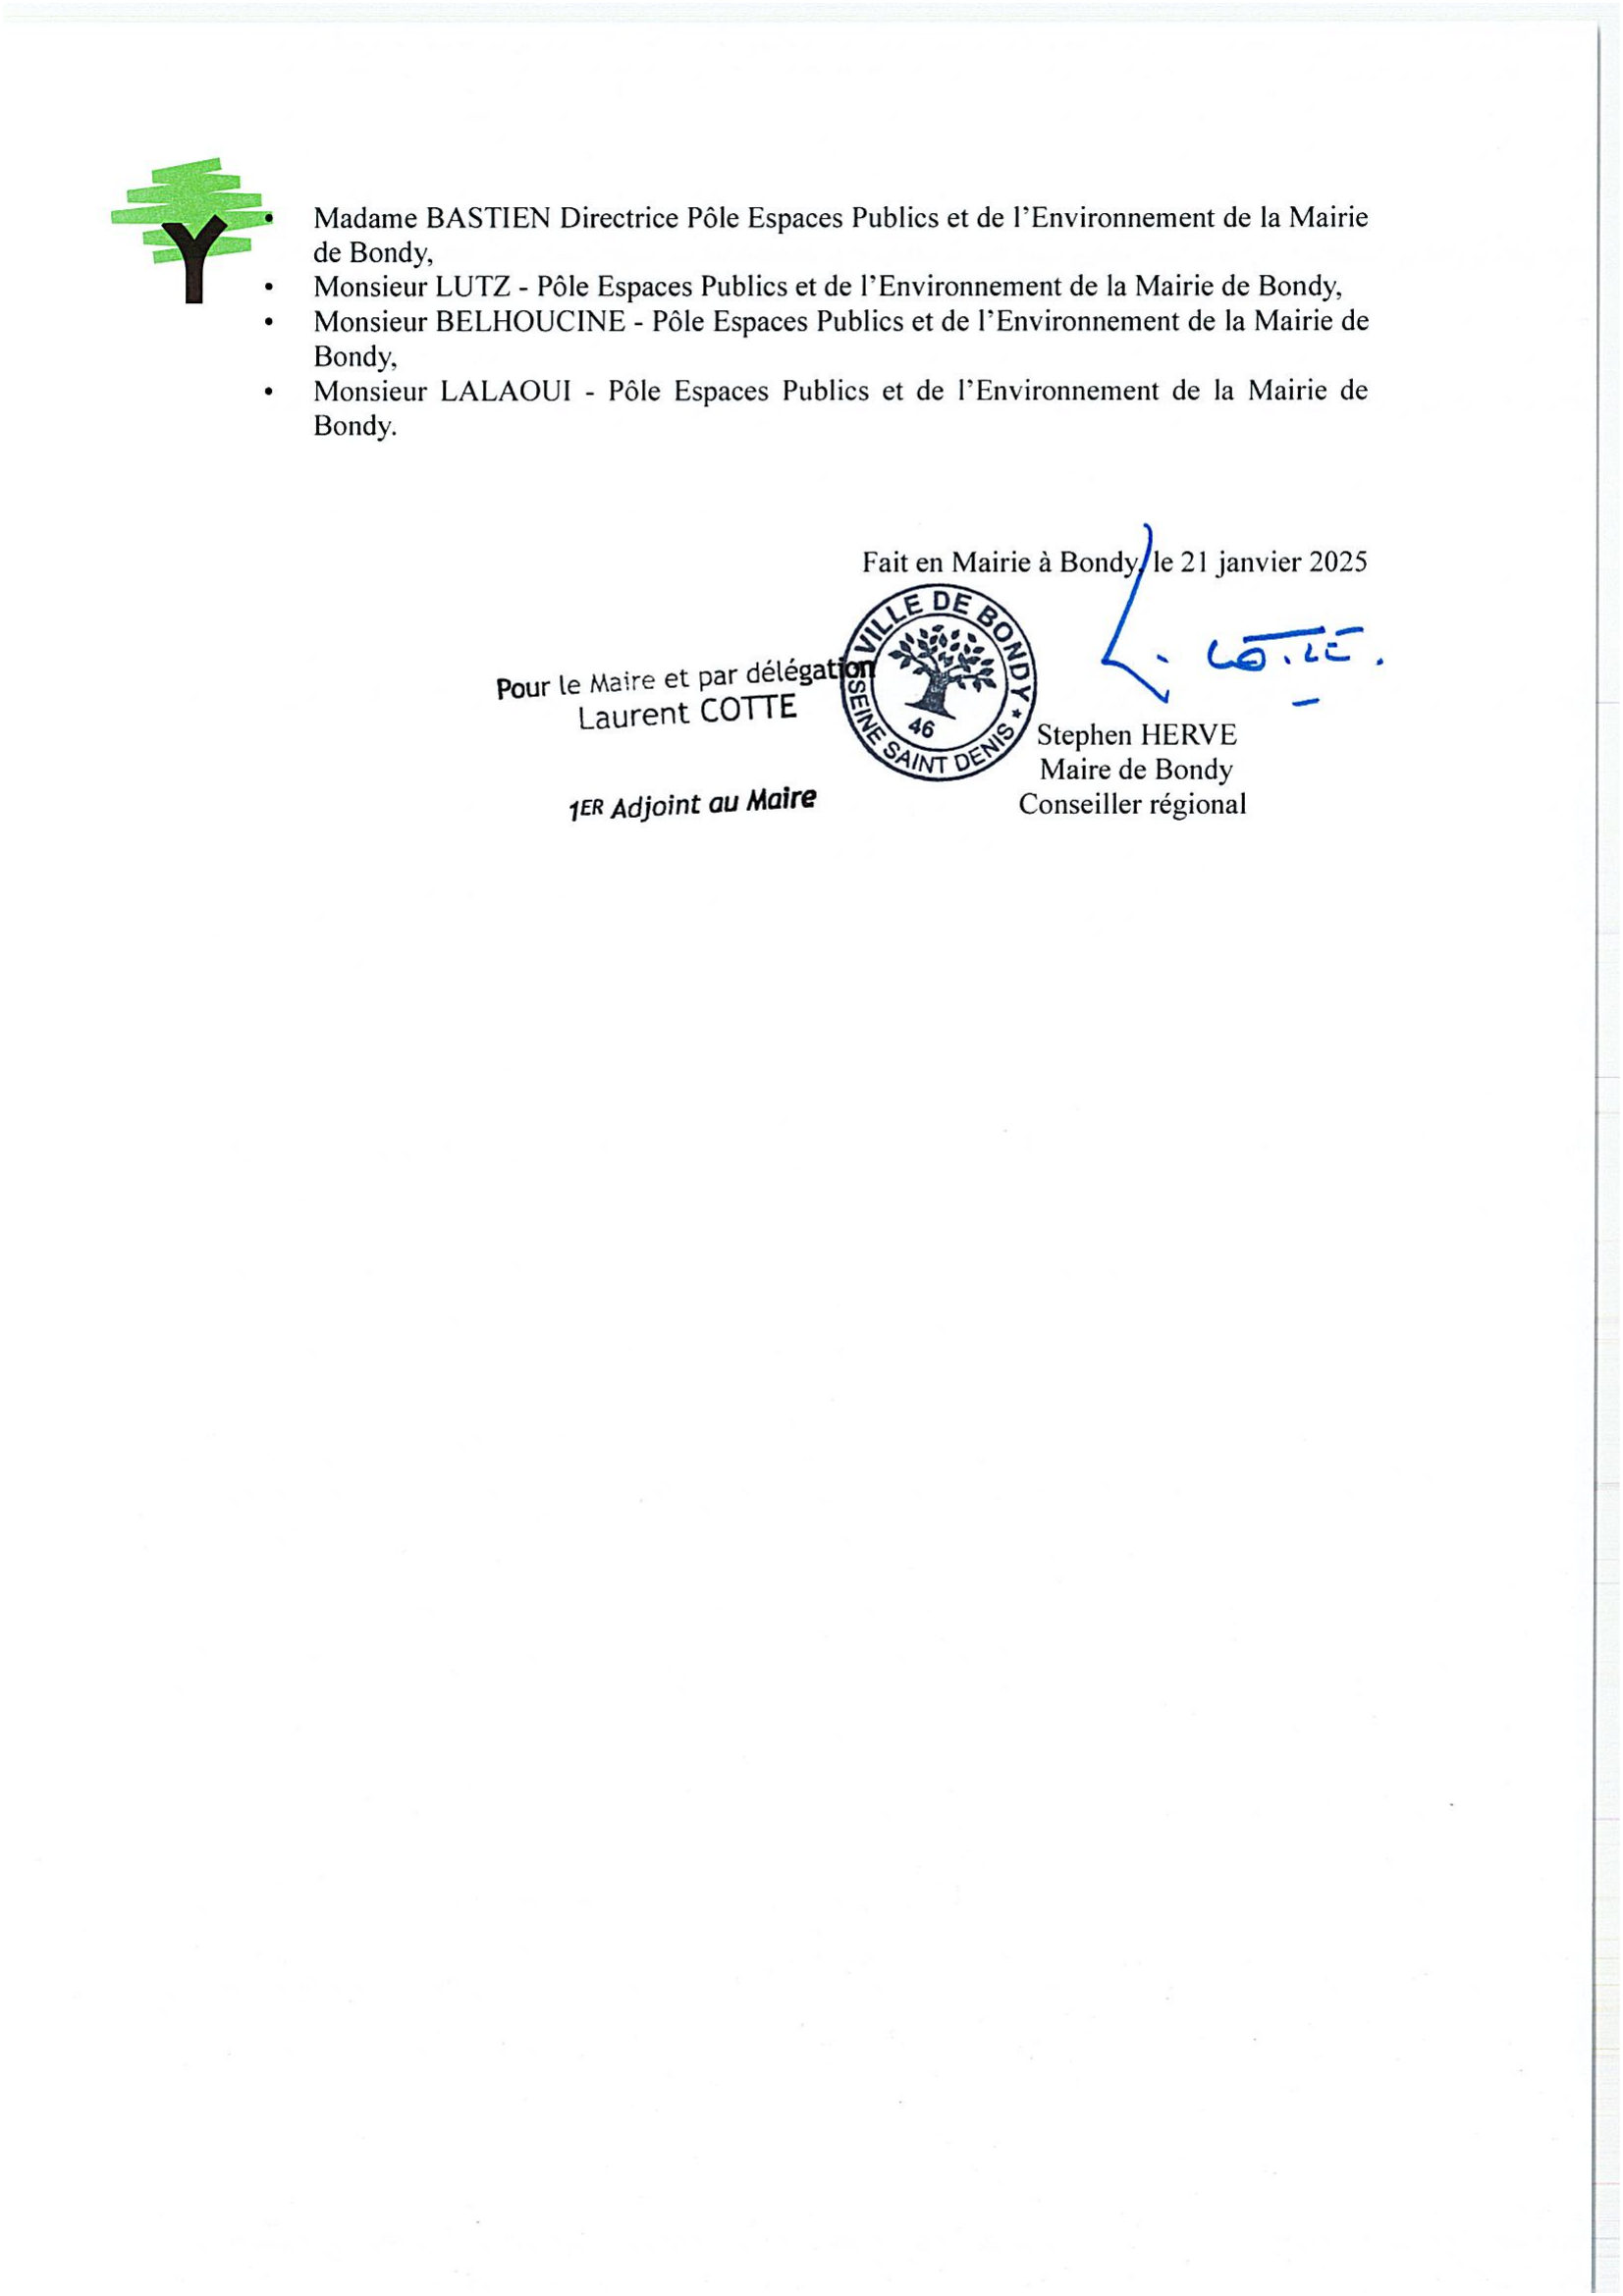 • Madame BASTIEN Directrice Pôle Espaces Publics et de l’Environnement de la Mairie
de Bondy,
• Monsieur LUTZ - Pôle Espaces Publics et de l’Environnement de la Mairie de Bondy,
• Monsieur BELHOUCINE - Pôle Espaces Publics et de l’Environnement de la Mairie de
Bondy,
• Monsieur LALAOUI - Pôle Espaces Publics et de l’Environnement de la Mairie de
Bondy.
Fait en Mairie à Bondy, le 21 janvier 2025
VILLE DE BONDY
SEINE SAINT DENIS ★
46
Pour le Maire et par délégation
Laurent COTTE
1ER Adjoint au Maire
L. COTTE.
Stephen HERVE
Maire de Bondy
Conseiller régional